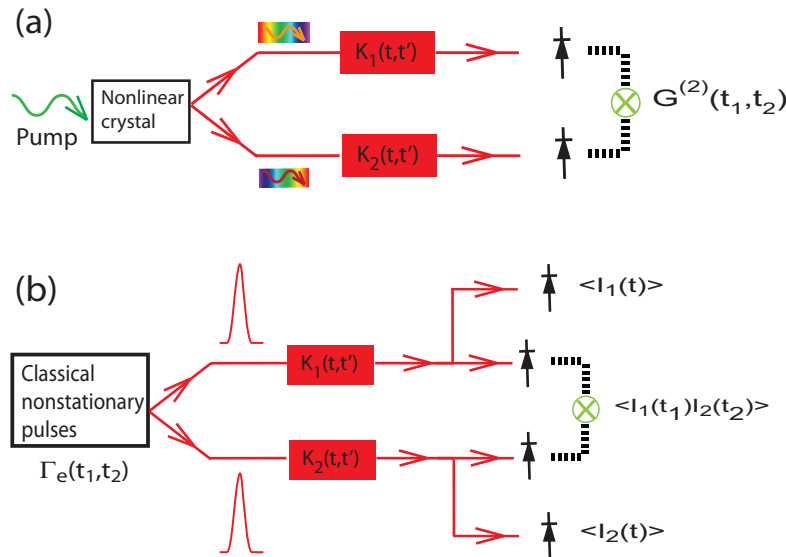 (a)
K₁(t,t')
Nonlinear
crystal
G⁽²⁾(t₁,t₂)
Pump
K₂(t,t')
(b)
<I₁(t)>
Classical
nonstationary
pulses
K₁(t,t')
<I₁(t₁)I₂(t₂)>
K₂(t,t')
Γₑ(t₁,t₂)
<I₂(t)>